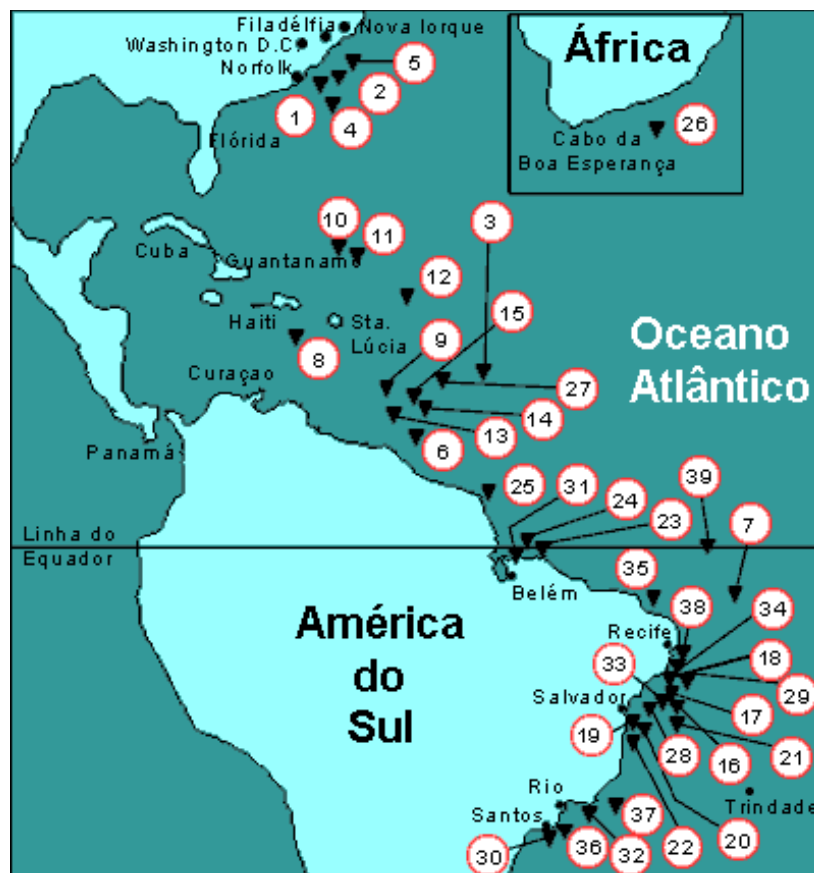 Filadélfia
Nova Iorque
Washington D.C.
Norfolk
5
2
1
4
Flórida
África
26
Cabo da
Boa Esperança
10
11
3
Cuba
Guantanamo
12
15
Haiti
Sta.
Lúcia
9
8
Oceano
Atlântico
Curaçao
27
14
13
6
Panamá
25
31
24
23
39
7
Linha do
Equador
35
Belém
38
34
América
do
Sul
Recife
33
18
29
Salvador
17
19
28
16
21
Rio
Trindade
37
Santos
30
36
32
22
20